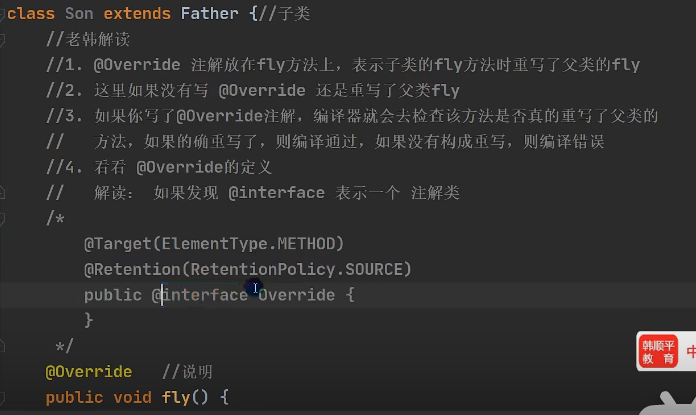 class Son extends Father {//子类
//老韩解读
//1. @Override 注解放在fly方法上，表示子类的fly方法时重写了父类的fly
//2. 这里如果没有写 @Override 还是重写了父类fly
//3. 如果你写了@Override注解，编译器就会去检查该方法是否真的重写了父类的
// 方法，如果的确重写了，则编译通过，如果没有构成重写，则编译错误
//4. 看看 @Override的定义
// 解读： 如果发现 @interface 表示一个 注解类
/*
@Target(ElementType.METHOD)
@Retention(RetentionPolicy.SOURCE)
public @interface Override {
}
*/
@Override //说明
public void fly() {
韩顺平
教育
中